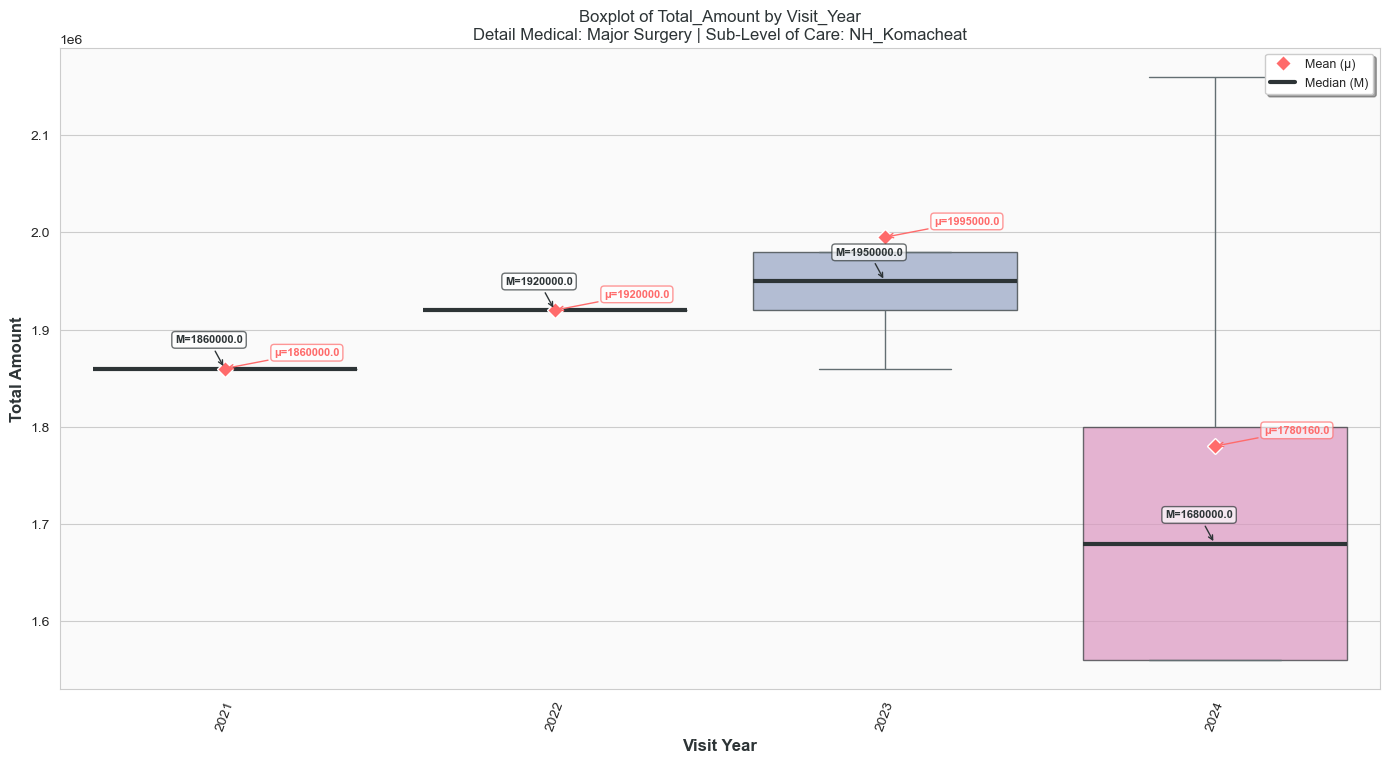 Boxplot of Total_Amount by Visit_Year
Detail Medical: Major Surgery | Sub-Level of Care: NH_Komacheat
1e6
Mean (μ)
Median (M)
2.1
2.0
1.9
1.8
1.7
1.6
Total Amount
M=1860000.0
μ=1860000.0
M=1920000.0
μ=1920000.0
μ=1995000.0
M=1950000.0
μ=1780160.0
M=1680000.0
2021
2022
2023
2024
Visit Year